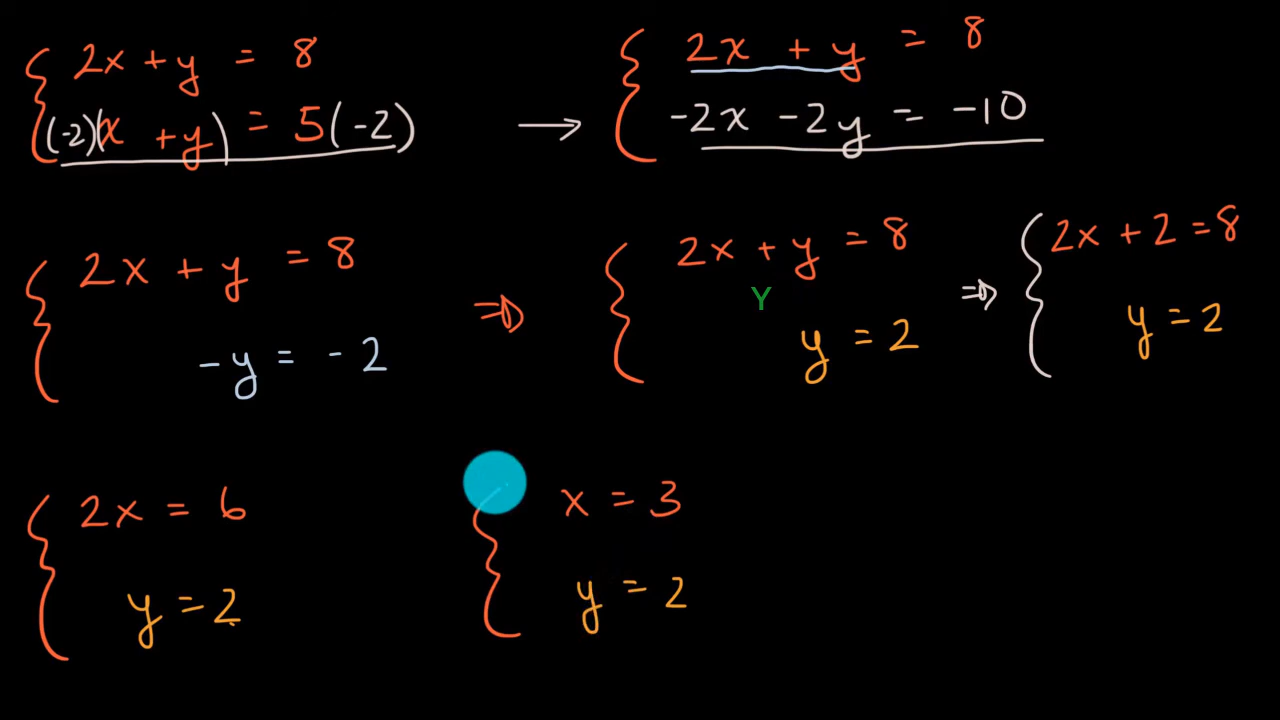 2x + y = 8
(-2)(x + y) = 5(-2)
→
2x + y = 8
-2x - 2y = -10
2x + y = 8
-y = -2
⇒
2x + y = 8
Y
y = 2
⇒
2x + 2 = 8
y = 2
2x = 6
y = 2
x = 3
y = 2